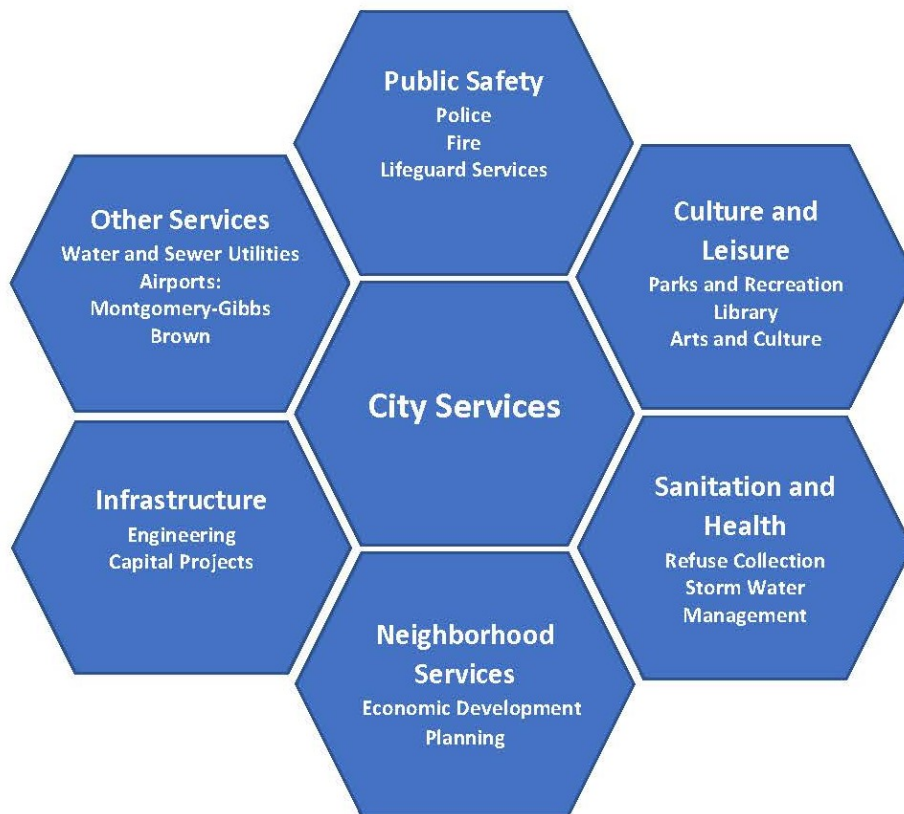 Public Safety
Police
Fire
Lifeguard Services
Other Services
Water and Sewer Utilities
Airports:
Montgomery-Gibbs
Brown
Culture and
Leisure
Parks and Recreation
Library
Arts and Culture
City Services
Infrastructure
Engineering
Capital Projects
Sanitation and
Health
Refuse Collection
Storm Water
Management
Neighborhood
Services
Economic Development
Planning